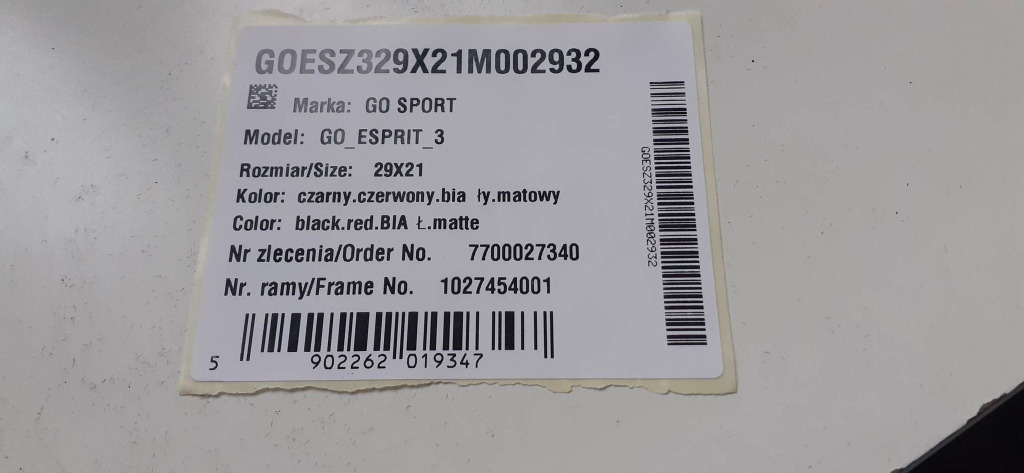 GOESZ329X21M002932
Marka: GO SPORT
Model: GO_ESPRIT_3
Rozmiar/Size: 29X21
Kolor: czarny.czerwony.bia ły.matowy
Color: black.red.BIA Ł.matte
Nr zlecenia/Order No. 7700027340
Nr. ramy/Frame No. 1027454001
5 902262 019347
GOESZ329X21M002932